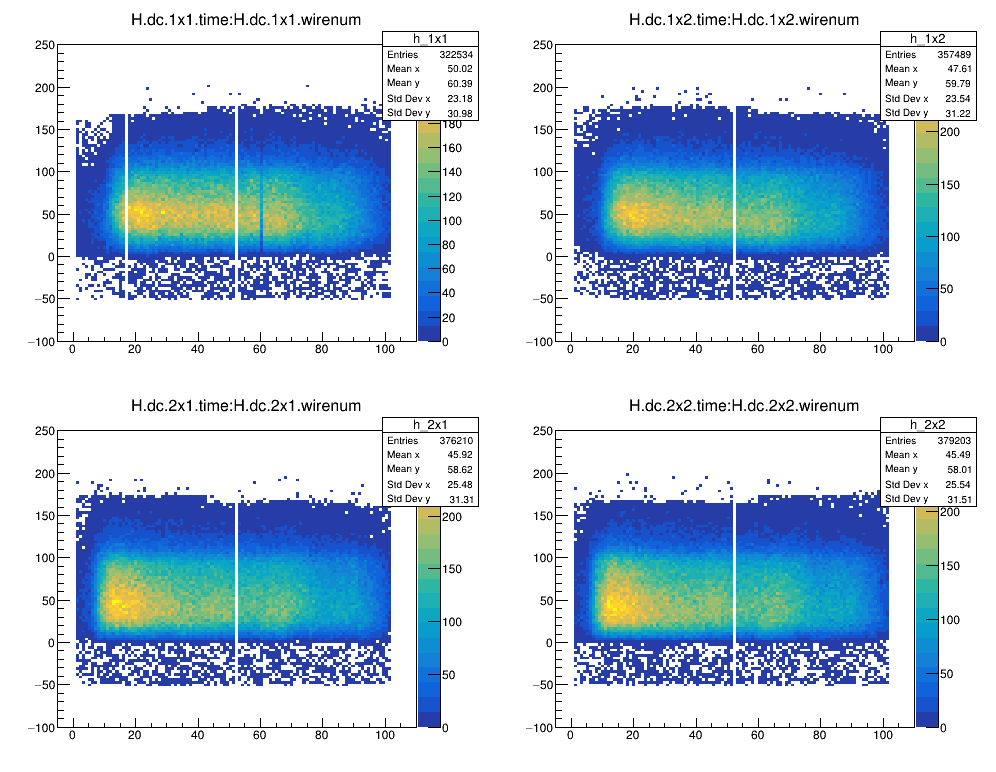 H.dc.1x1.time:H.dc.1x1.wirenum
h_1x1
Entries 322534
Mean x 50.02
Mean y 60.39
Std Dev x 23.18
Std Dev y 30.98
250
200
150
100
50
0
−50
−100
0 20 40 60 80 100
180
160
140
120
100
80
60
40
20
0
H.dc.1x2.time:H.dc.1x2.wirenum
h_1x2
Entries 357489
Mean x 47.61
Mean y 59.79
Std Dev x 23.54
Std Dev y 31.22
250
200
150
100
50
0
−50
−100
0 20 40 60 80 100
200
150
100
50
0
H.dc.2x1.time:H.dc.2x1.wirenum
h_2x1
Entries 376210
Mean x 45.92
Mean y 58.62
Std Dev x 25.48
Std Dev y 31.31
250
200
150
100
50
0
−50
−100
0 20 40 60 80 100
200
150
100
50
0
H.dc.2x2.time:H.dc.2x2.wirenum
h_2x2
Entries 379203
Mean x 45.49
Mean y 58.01
Std Dev x 25.54
Std Dev y 31.51
250
200
150
100
50
0
−50
−100
0 20 40 60 80 100
200
150
100
50
0